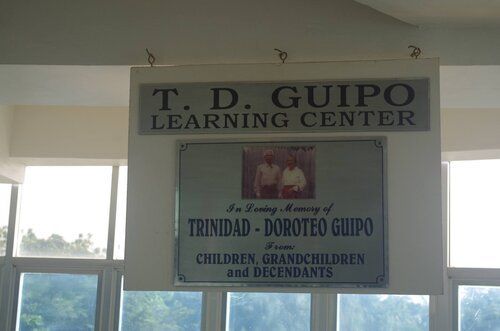 T. D. GUIPO
LEARNING CENTER
In Loving Memory of
TRINIDAD - DOROTEO GUIPO
From:
CHILDREN, GRANDCHILDREN
and DECENDANTS